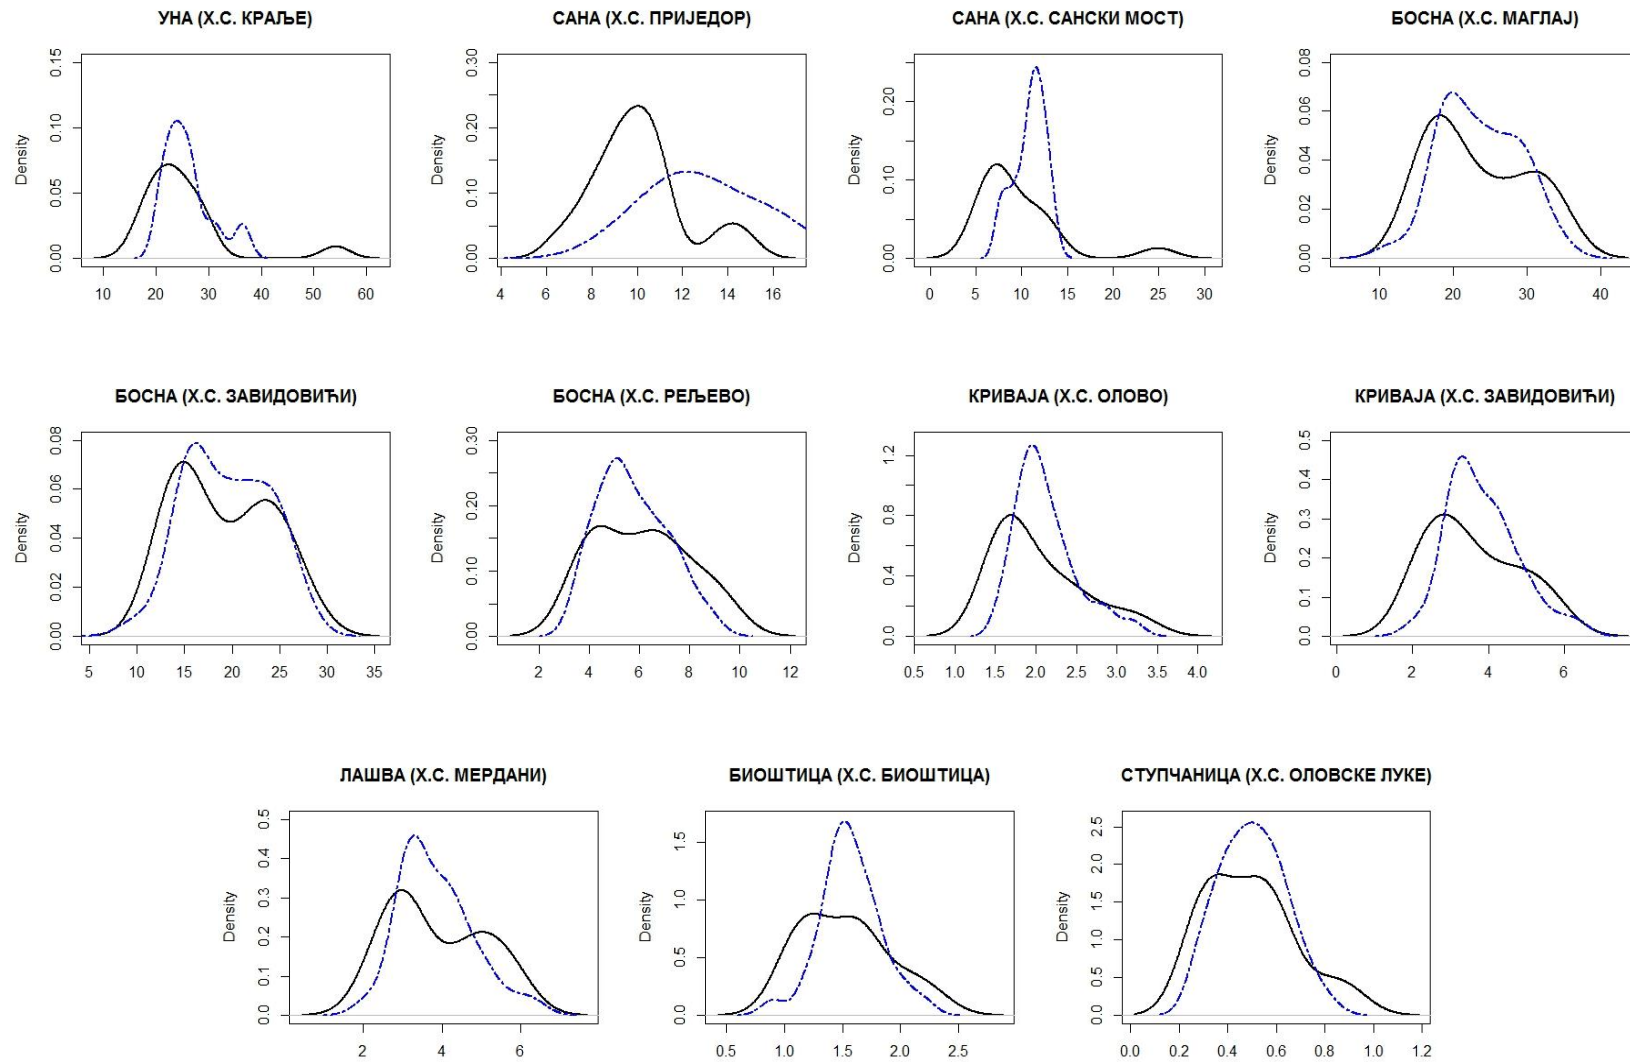 УНА (Х.С. КРАЉЕ)
Density
0.00 0.05 0.10 0.15
10 20 30 40 50 60
САНА (Х.С. ПРИЈЕДОР)
Density
0.00 0.10 0.20 0.30
4 6 8 10 12 14 16
САНА (Х.С. САНСКИ МОСТ)
Density
0.00 0.10 0.20
0 5 10 15 20 25 30
БОСНА (Х.С. МАГЛАЈ)
Density
0.00 0.02 0.04 0.06 0.08
10 20 30 40
БОСНА (Х.С. ЗАВИДОВИЋИ)
Density
0.00 0.02 0.04 0.06 0.08
5 10 15 20 25 30 35
БОСНА (Х.С. РЕЉЕВО)
Density
0.00 0.10 0.20 0.30
2 4 6 8 10 12
КРИВАЈА (Х.С. ОЛОВО)
Density
0.0 0.4 0.8 1.2
0.5 1.0 1.5 2.0 2.5 3.0 3.5 4.0
КРИВАЈА (Х.С. ЗАВИДОВИЋИ)
Density
0.0 0.1 0.2 0.3 0.4 0.5
0 2 4 6
ЛАШВА (Х.С. МЕРДАНИ)
Density
0.0 0.1 0.2 0.3 0.4 0.5
2 4 6
БИОШТИЦА (Х.С. БИОШТИЦА)
Density
0.0 0.5 1.0 1.5
0.5 1.0 1.5 2.0 2.5
СТУПЧАНИЦА (Х.С. ОЛОВСКЕ ЛУКЕ)
Density
0.0 0.5 1.0 1.5 2.0 2.5
0.0 0.2 0.4 0.6 0.8 1.0 1.2